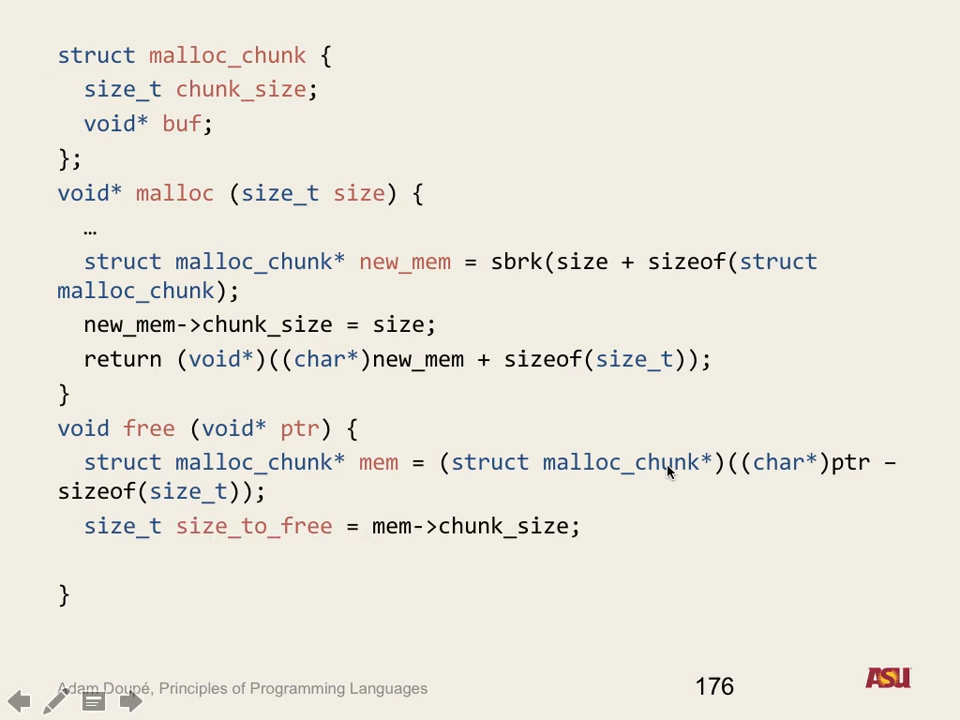 struct malloc_chunk {
size_t chunk_size;
void* buf;
};
void* malloc (size_t size) {
…
struct malloc_chunk* new_mem = sbrk(size + sizeof(struct
malloc_chunk);
new_mem->chunk_size = size;
return (void*)((char*)new_mem + sizeof(size_t));
}
void free (void* ptr) {
struct malloc_chunk* mem = (struct malloc_chunk*)((char*)ptr –
sizeof(size_t));
size_t size_to_free = mem->chunk_size;
}
Adam Doupé, Principles of Programming Languages
176
ASU